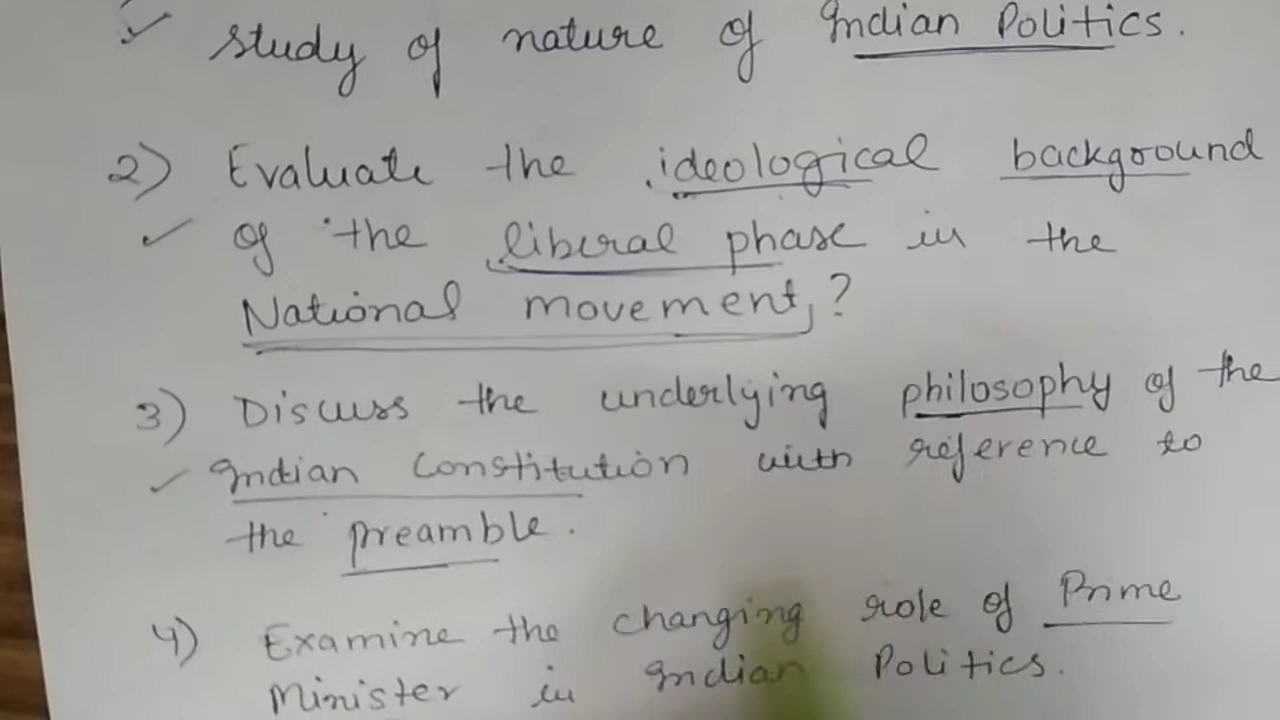 study of nature of Indian Politics.
2) Evaluate the ideological background
of the liberal phase in the
National movement,?
3) Discuss the underlying philosophy of the
Indian Constitution with reference to
the preamble.
4) Examine the changing role of Prime
Minister in Indian Politics.